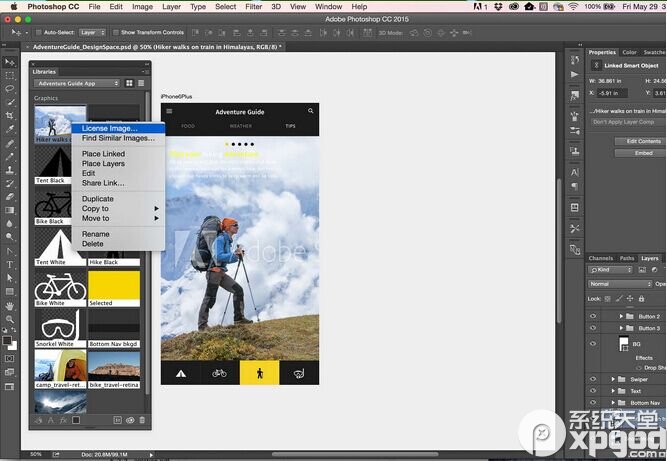 Photoshop CC File Edit Image Layer Type Select Filter 3D View Window Help
1 100% Fri May 29 3
Adobe Photoshop CC 2015
Auto-Select: Layer Show Transform Controls 3D Mode:
AdventureGuide_DesignSpace.psd @ 50% (Hiker walks on train in Himalayas, RGB/8) *
Libraries
Adventure Guide App
Graphics
Hiker walks o
License Image...
Find Similar Images...
Place Linked
Place Layers
Edit
Share Link...
Duplicate
Copy to
Move to
Rename
Delete
Tent Black
Bike Black
Tent White
Hike Black
Bike White
Selected
Snorkel White
Bottom Nav bkgd
camp_travel-ret...
bike_travel-retina
iPhone6Plus
Adventure Guide
FOOD WEATHER TIPS
Adobe
Properties
Linked Smart Object
W: 36.861 in H: 24.56
X: -5.91 in Y: 3.61
.../Hiker walks on train in Himalay
Don't Apply Layer Comp
Edit Contents
Embed
Channels Paths Layers
Kind
Normal
Lock:
Button 2
Button 3
BG
Effects
Drop Sh
Swiper
Text
Bottom Nav
50% Doc: 20.8M/99.1M
系统天堂
xpgod
.com